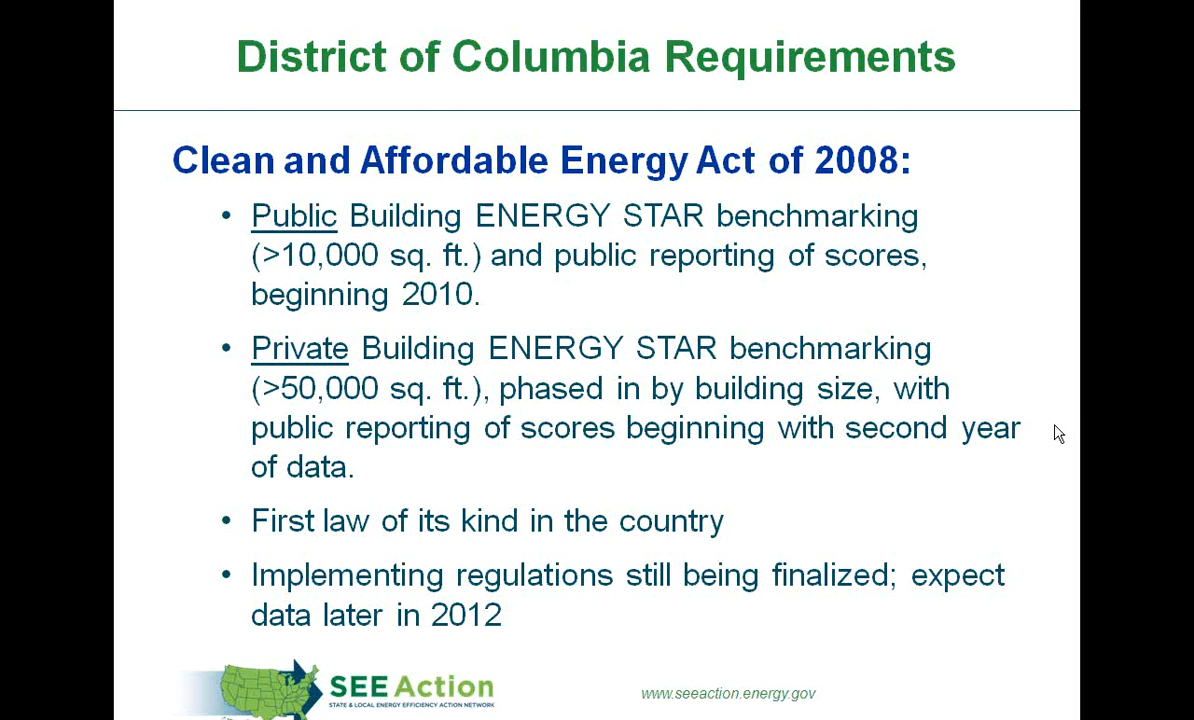 District of Columbia Requirements
Clean and Affordable Energy Act of 2008:
• Public Building ENERGY STAR benchmarking
(>10,000 sq. ft.) and public reporting of scores,
beginning 2010.
• Private Building ENERGY STAR benchmarking
(>50,000 sq. ft.), phased in by building size, with
public reporting of scores beginning with second year
of data.
• First law of its kind in the country
• Implementing regulations still being finalized; expect
data later in 2012
SEE Action
STATE & LOCAL ENERGY EFFICIENCY ACTION NETWORK
www.seeaction.energy.gov